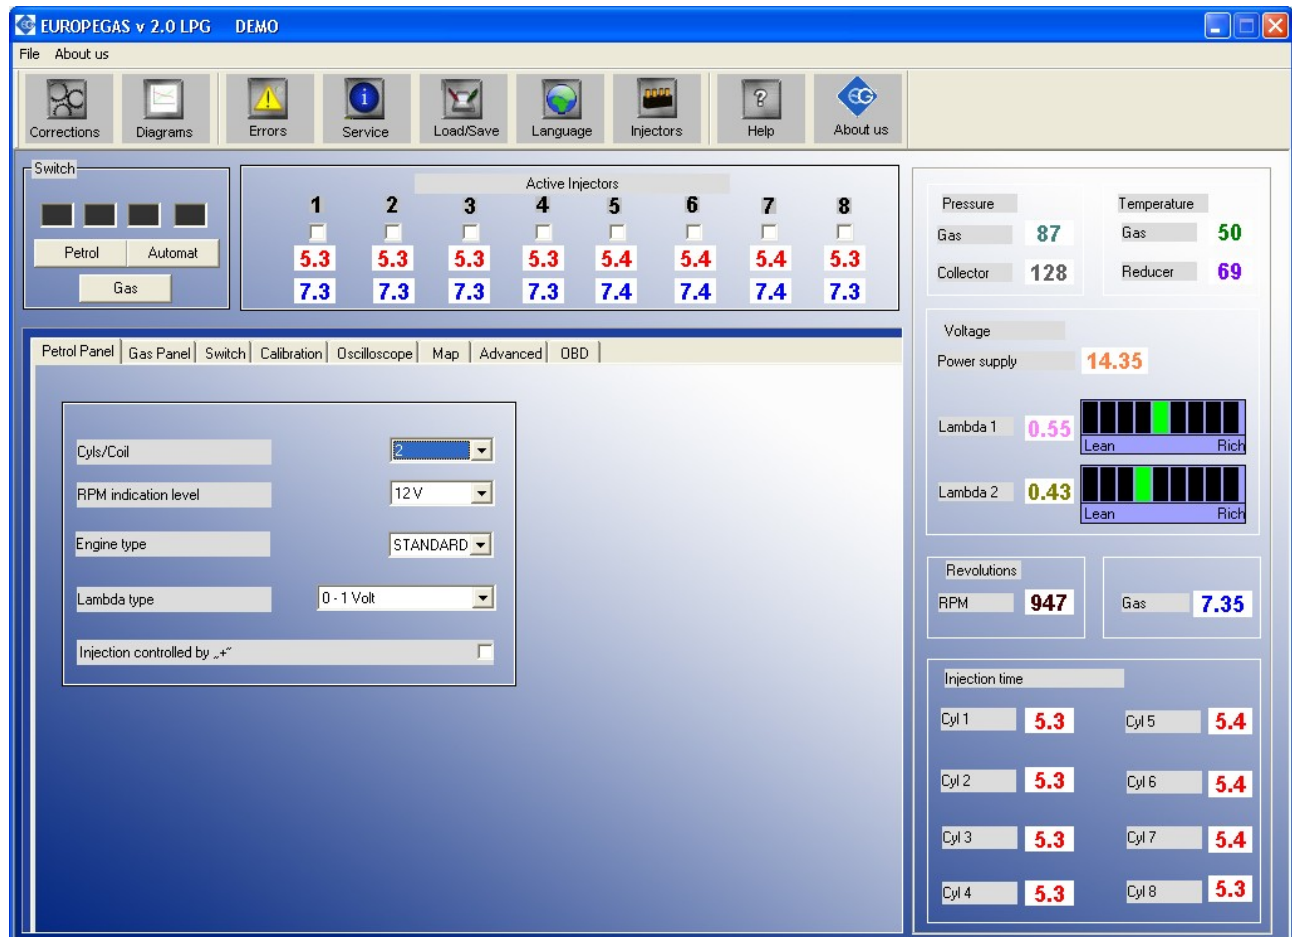 EUROPEGAS v 2.0 LPG DEMO
File About us
Corrections Diagrams Errors Service Load/Save Language Injectors Help About us
Switch
Petrol Automat
Gas
Active Injectors
1 2 3 4 5 6 7 8
5.3 5.3 5.3 5.3 5.4 5.4 5.4 5.3
7.3 7.3 7.3 7.3 7.4 7.4 7.4 7.3
Petrol Panel Gas Panel Switch Calibration Oscilloscope Map Advanced OBD
Cyls/Coil 2
RPM indication level 12 V
Engine type STANDARD
Lambda type 0 - 1 Volt
Injection controlled by „+“
Pressure Temperature
Gas 87 Gas 50
Collector 128 Reducer 69
Voltage
Power supply 14.35
Lambda 1 0.55
Lean Rich
Lambda 2 0.43
Lean Rich
Revolutions
RPM 947 Gas 7.35
Injection time
Cyl 1 5.3 Cyl 5 5.4
Cyl 2 5.3 Cyl 6 5.4
Cyl 3 5.3 Cyl 7 5.4
Cyl 4 5.3 Cyl 8 5.3